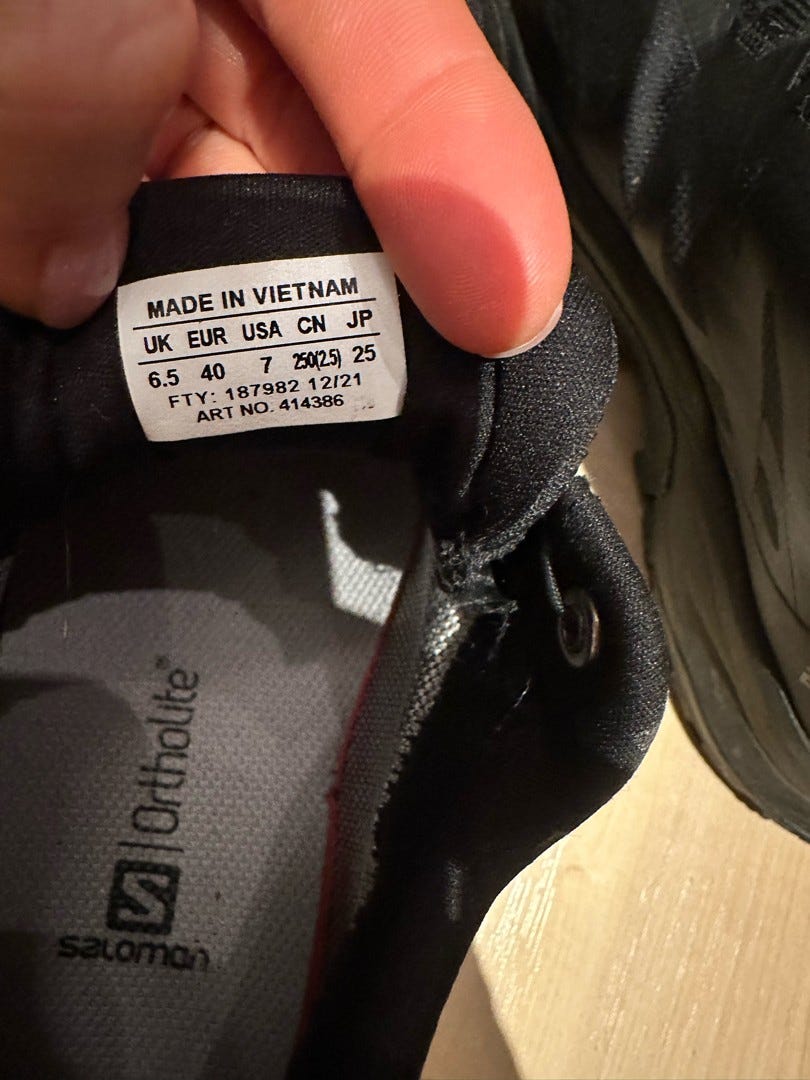 MADE IN VIETNAM
UK EUR USA CN JP
6.5 40 7 250(2.5) 25
FTY: 187982 12/21
ART NO. 414386
Ortholite®
salomon